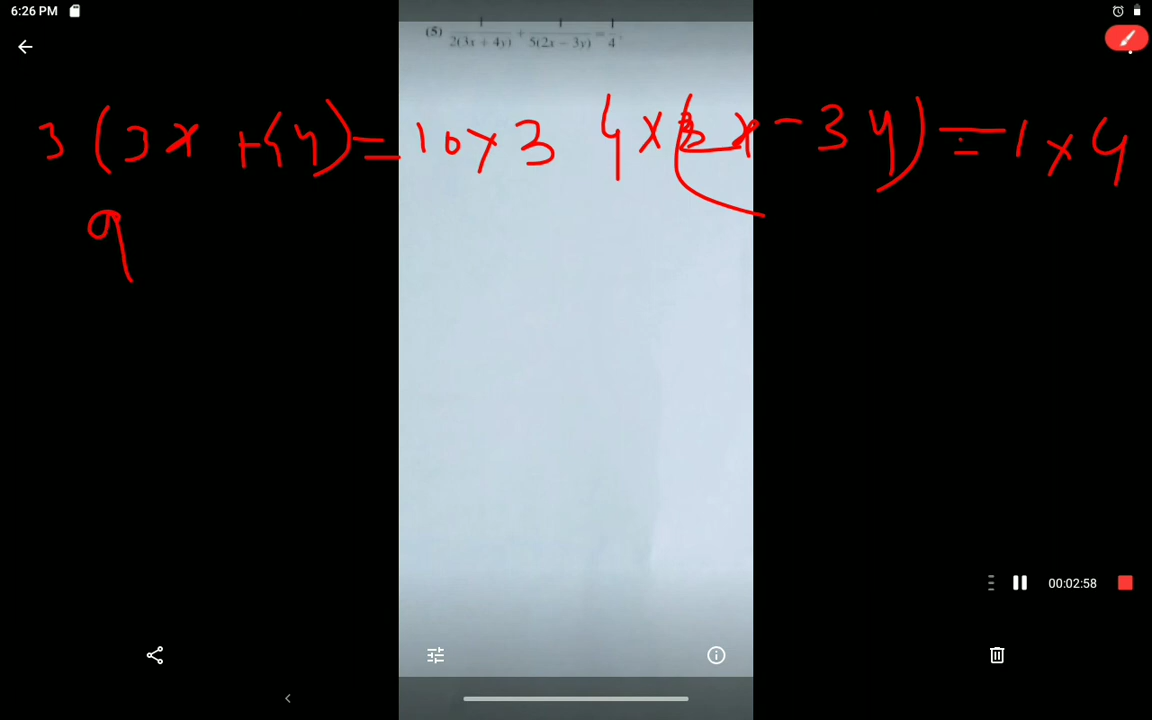 6:26 PM
(5) 1/2(3x + 4y) + 1/5(2x − 3y) = 1/4.
3 (3x + 4y) = 10 × 3 4 × (2x − 3y) = 1 × 4
9
00:02:58